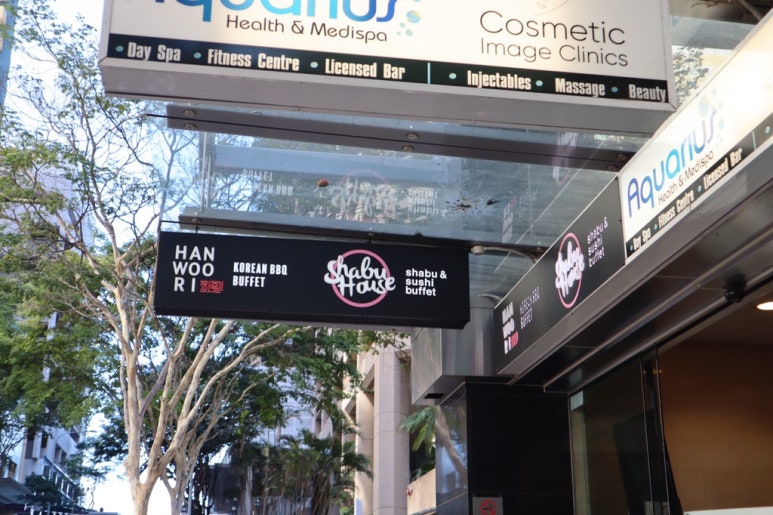 Aquarius
Health & Medispa
Cosmetic
Image Clinics
• Day Spa • Fitness Centre • Licensed Bar
• Injectables • Massage • Beauty
HAN
WOO
RI
KOREAN BBQ
BUFFET
Shabu
House
shabu &
sushi
buffet
Aquarius
Health & Medispa
Day Spa • Fitness Centre • Licensed Bar
HAN
WOO
RI
KOREAN BBQ
BUFFET
Shabu
House
shabu &
sushi
buffet